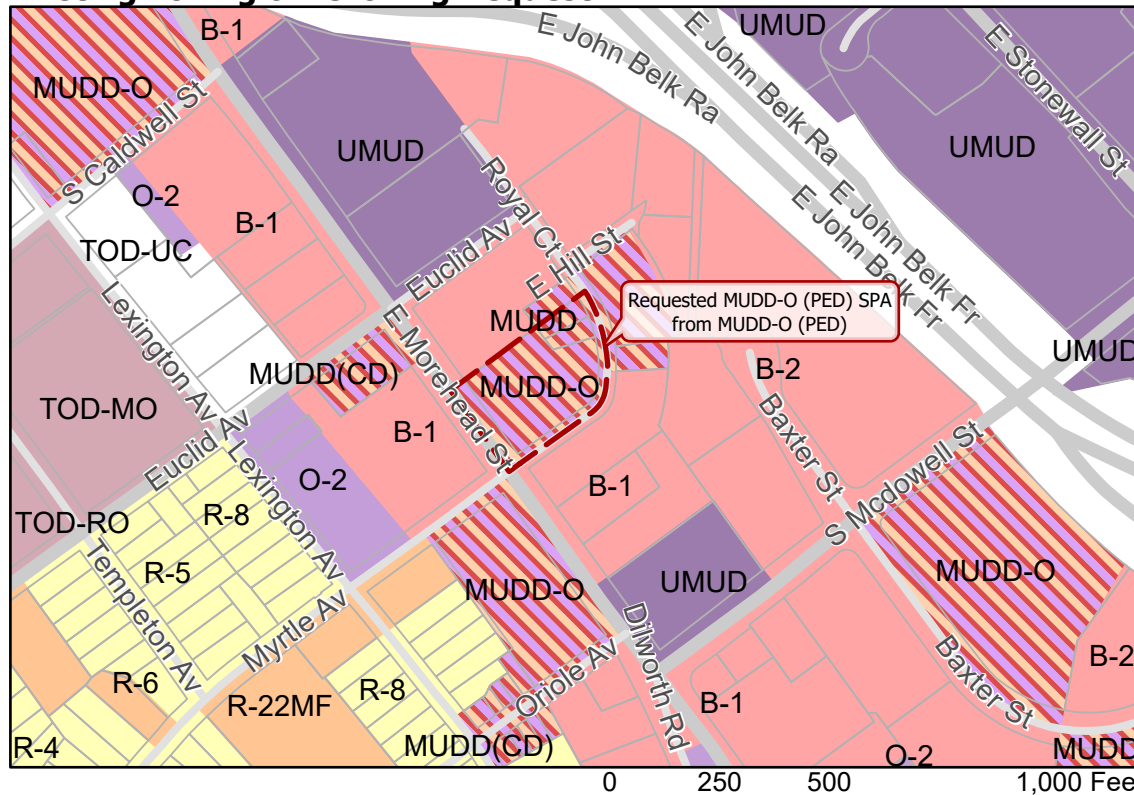 B-1
UMUD
MUDD-O
E John Belk Ra
E John Belk Ra
E Stonewall St
S Caldwell St
UMUD
UMUD
O-2
B-1
Royal Ct
E John Belk Fr
E John Belk Fr
TOD-UC
Euclid Av
E Hill St
Requested MUDD-O (PED) SPA
from MUDD-O (PED)
Lexington Av
E Morehead St
MUDD
UMUD
MUDD(CD)
MUDD-O
B-2
TOD-MO
B-1
Baxter St
Euclid Av
Lexington Av
O-2
B-1
S Mcdowell St
R-8
TOD-RO
Templeton Av
R-5
MUDD-O
UMUD
MUDD-O
Myrtle Av
Dilworth Rd
Baxter St
B-2
R-6
R-8
Oriole Av
R-22MF
B-1
R-4
MUDD(CD)
O-2
MUDD
0 250 500 1,000 Fee